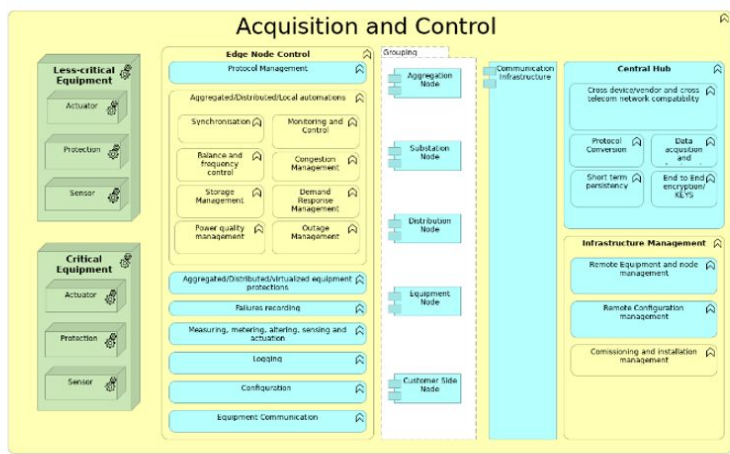 Acquisition and Control
Less-critical
Equipment
Actuator
Protection
Sensor
Critical
Equipment
Actuator
Protection
Sensor
Edge Node Control
Protocol Management
Aggregated/Distributed/Local automations
Synchronisation
Monitoring and
Control
Balance and
frequency
control
Congestion
Management
Storage
Management
Demand
Response
Management
Power quality
management
Outage
Management
Aggregated/Distributed/virtualized equipment
protections
Failures recording
Measuring, metering, altering, sensing and
actuation
Logging
Configuration
Equipment Communication
Grouping
Aggregation
Node
Substation
Node
Distribution
Node
Equipment
Node
Customer Side
Node
Communication
Infrastructure
Central Hub
Cross device/vendor and cross
telecom network compatibility
Protocol
Conversion
Data
acqusition
and
Short term
persistency
End to End
encryption/
KEYS
Infrastructure Management
Remote Equipment and node
management
Remote Configuration
management
Comissioning and installation
management